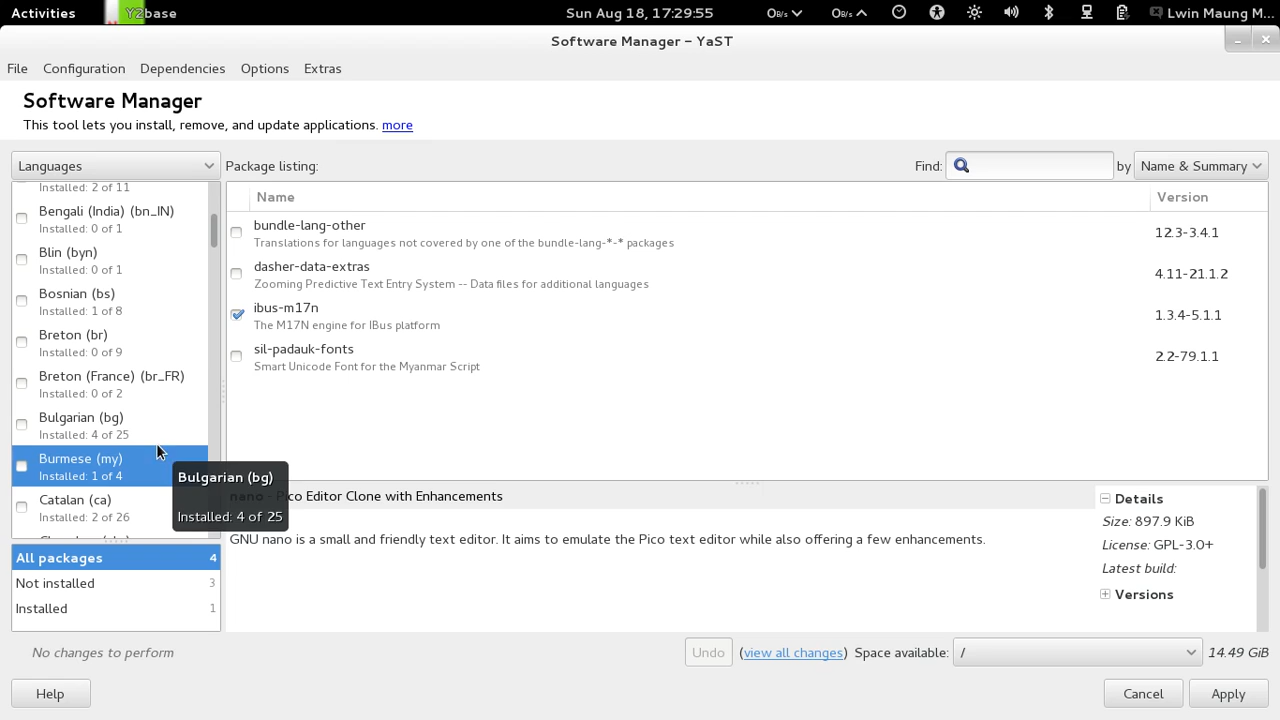 Activities
Y2base
Sun Aug 18, 17:29:55
0B/s
0B/s
Lwin Maung M...
Software Manager – YaST
File
Configuration
Dependencies
Options
Extras
Software Manager
This tool lets you install, remove, and update applications. more
Languages
Package listing:
Find:
by
Name & Summary
Installed: 2 of 11
Bengali (India) (bn_IN)
Installed: 0 of 1
Blin (byn)
Installed: 0 of 1
Bosnian (bs)
Installed: 1 of 8
Breton (br)
Installed: 0 of 9
Breton (France) (br_FR)
Installed: 0 of 2
Bulgarian (bg)
Installed: 4 of 25
Burmese (my)
Installed: 1 of 4
Catalan (ca)
Installed: 2 of 26
Bulgarian (bg)
Installed: 4 of 25
Name
Version
bundle-lang-other
Translations for languages not covered by one of the bundle-lang-*-* packages
12.3-3.4.1
dasher-data-extras
Zooming Predictive Text Entry System -- Data files for additional languages
4.11-21.1.2
ibus-m17n
The M17N engine for IBus platform
1.3.4-5.1.1
sil-padauk-fonts
Smart Unicode Font for the Myanmar Script
2.2-79.1.1
All packages 4
Not installed 3
Installed 1
nano - Pico Editor Clone with Enhancements
GNU nano is a small and friendly text editor. It aims to emulate the Pico text editor while also offering a few enhancements.
Details
Size: 897.9 KiB
License: GPL-3.0+
Latest build:
Versions
No changes to perform
Undo
(view all changes)
Space available:
/
14.49 GiB
Help
Cancel
Apply